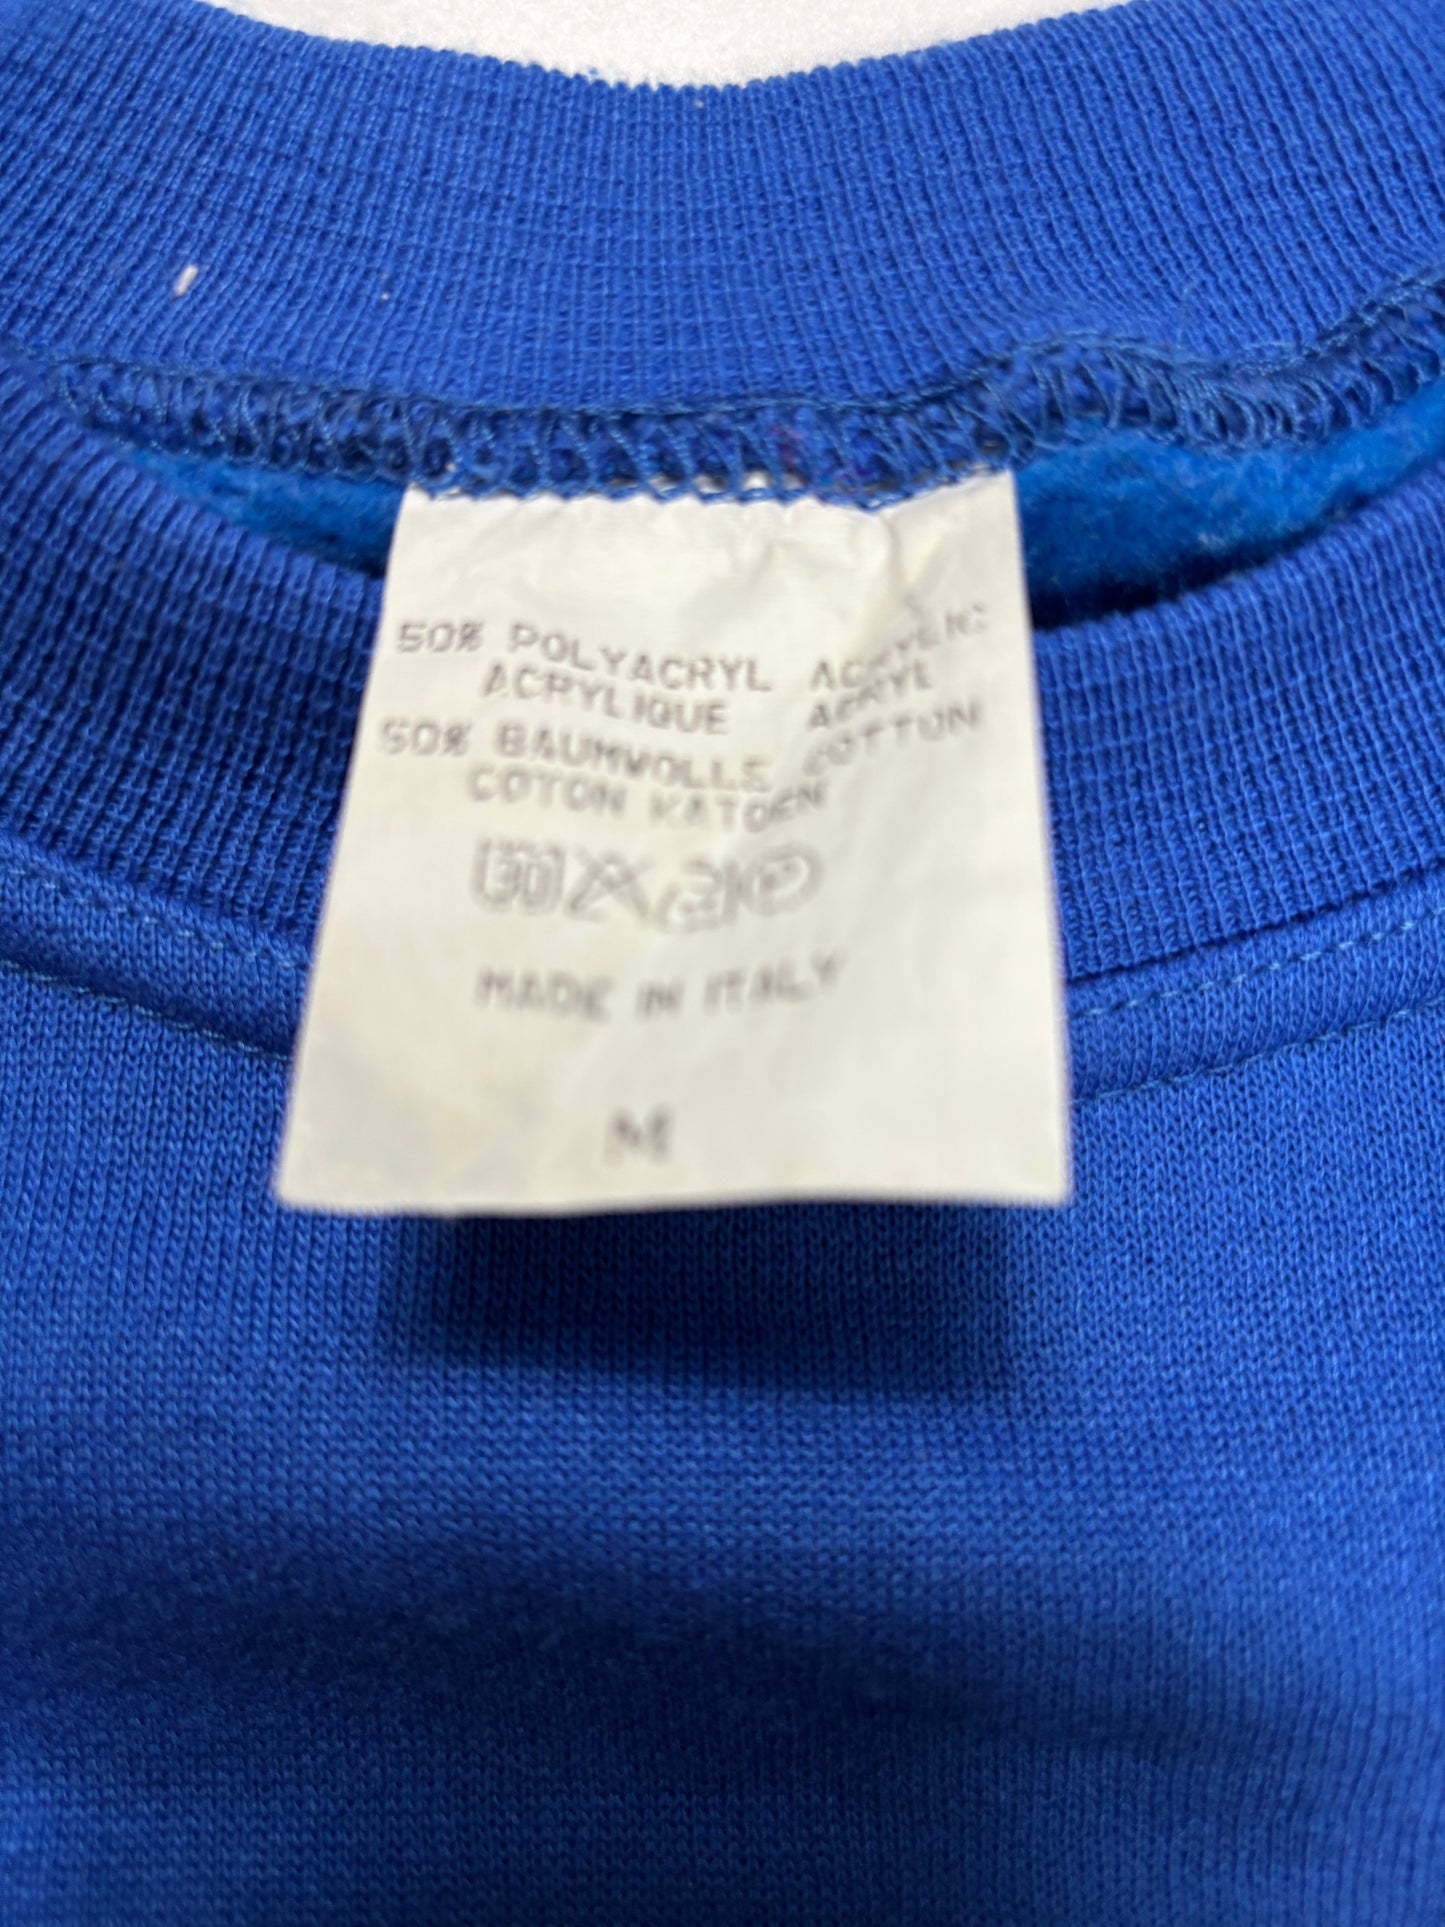 50% POLYACRYL ACRYLIC
ACRYLIQUE ACRYL
50% BAUMWOLLE COTTON
COTON KATOEN
MADE IN ITALY
M